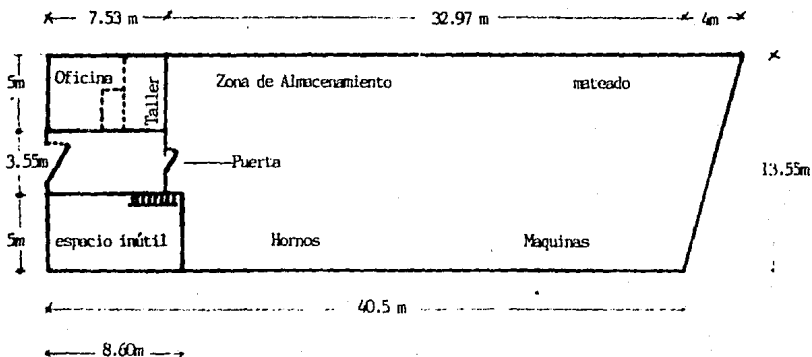 7.53 m 32.97 m 4m
5m Oficina Taller Zona de Almacenamiento mateado
3.55m Puerta 13.55m
5m espacio inútil Hornos Maquinas
40.5 m
8.60m